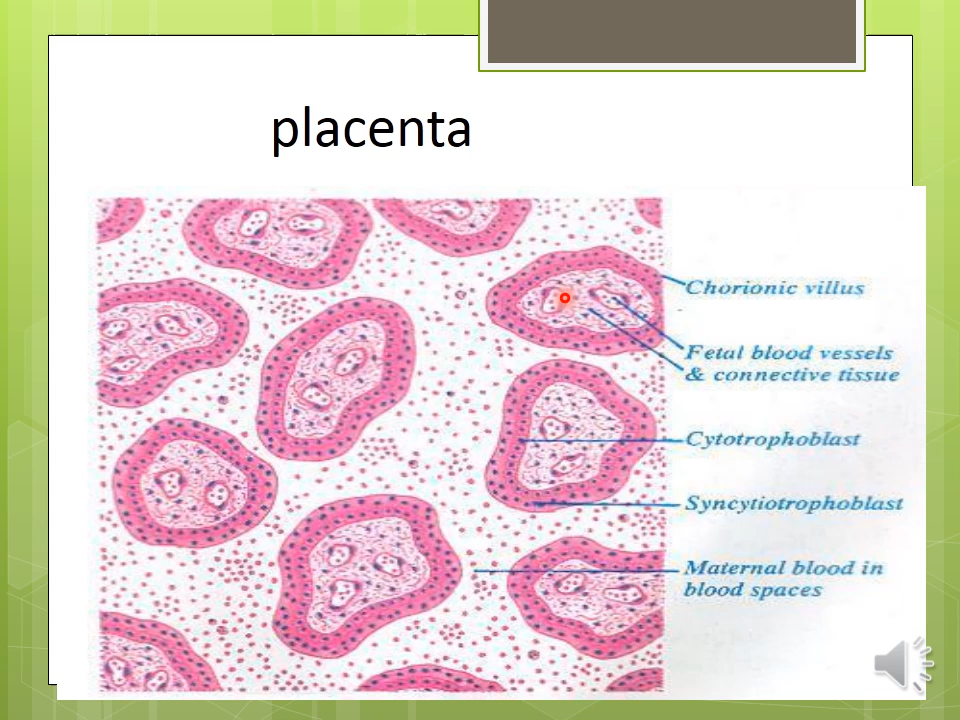 placenta
Chorionic villus
Fetal blood vessels
& connective tissue
Cytotrophoblast
Syncytiotrophoblast
Maternal blood in
blood spaces